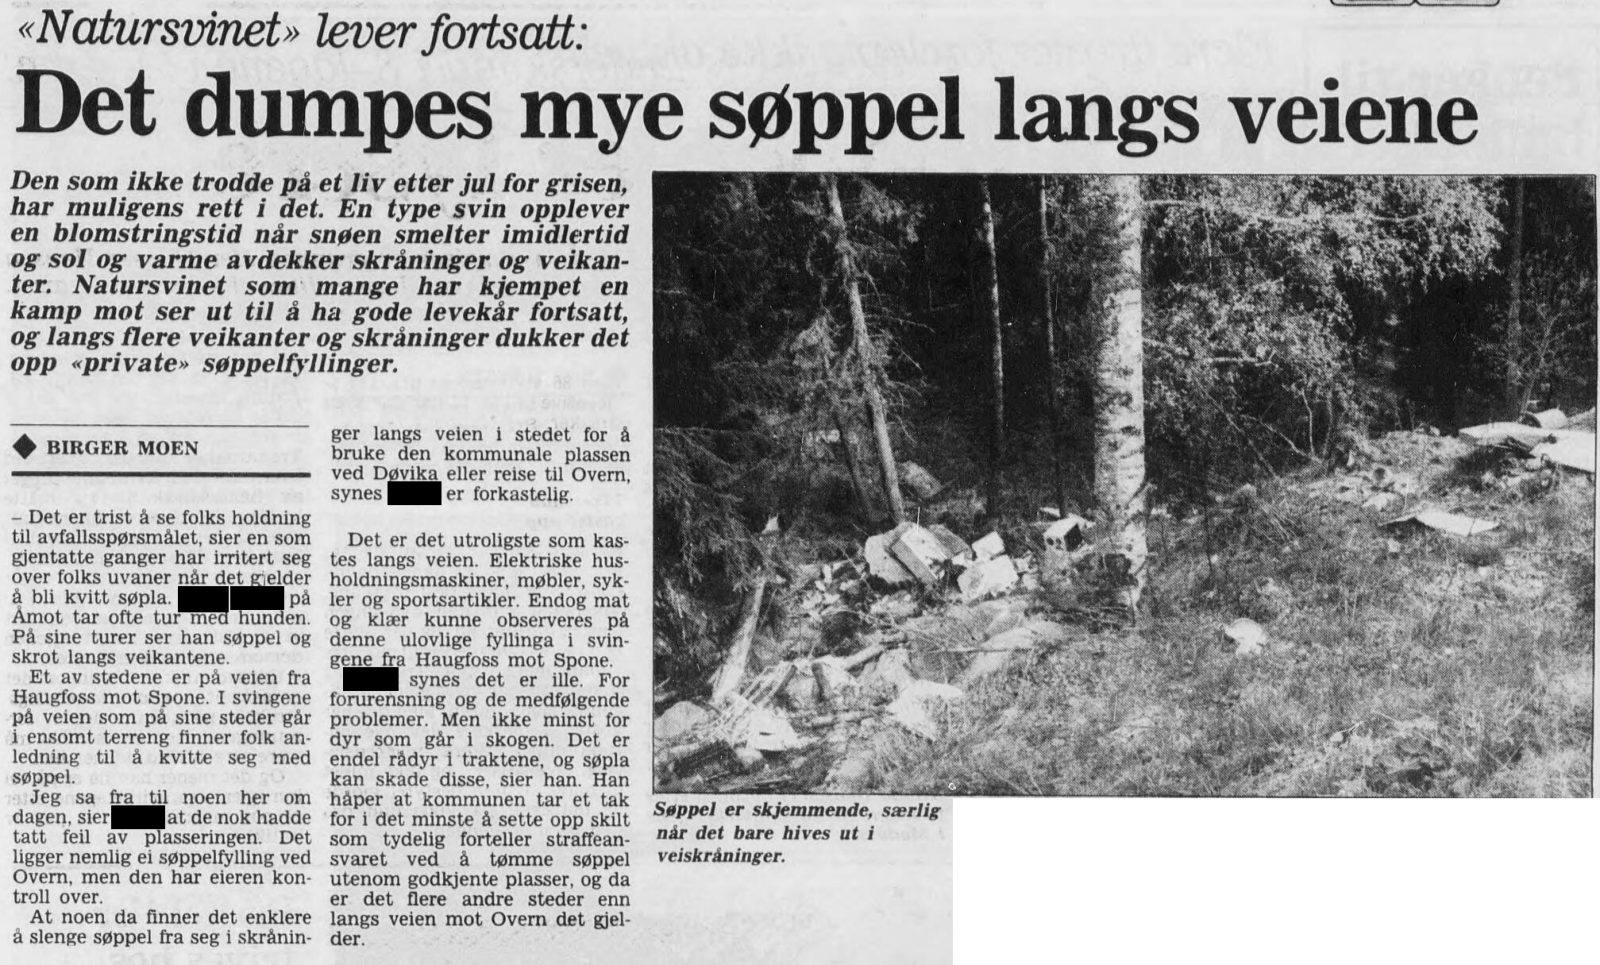 «Natursvinet» lever fortsatt:
Det dumpes mye søppel langs veiene
Den som ikke trodde på et liv etter jul for grisen,
har muligens rett i det. En type svin opplever
en blomstringstid når snøen smelter imidlertid
og sol og varme avdekker skråninger og veikan-
ter. Natursvinet som mange har kjempet en
kamp mot ser ut til å ha gode levekår fortsatt,
og langs flere veikanter og skråninger dukker det
opp «private» søppelfyllinger.
BIRGER MOEN
– Det er trist å se folks holdning
til avfallsspørsmålet, sier en som
gjentatte ganger har irritert seg
over folks uvaner når det gjelder
å bli kvitt søpla. på
Åmot tar ofte tur med hunden.
På sine turer ser han søppel og
skrot langs veikantene.
Et av stedene er på veien fra
Haugfoss mot Spone. I svingene
på veien som på sine steder går
i ensomt terreng finner folk an-
ledning til å kvitte seg med
søppel.
Jeg sa fra til noen her om
dagen, sier at de nok hadde
tatt feil av plasseringen. Det
ligger nemlig ei søppelfylling ved
Overn, men den har eieren kon-
troll over.
At noen da finner det enklere
å slenge søppel fra seg i skrånin-
ger langs veien i stedet for å
bruke den kommunale plassen
ved Døvika eller reise til Overn,
synes er forkastelig.
Det er det utroligste som kas-
tes langs veien. Elektriske hus-
holdningsmaskiner, møbler, syk-
ler og sportsartikler. Endog mat
og klær kunne observeres på
denne ulovlige fyllinga i svin-
gene fra Haugfoss mot Spone.
synes det er ille. For
forurensning og de medfølgende
problemer. Men ikke minst for
dyr som går i skogen. Det er
endel rådyr i traktene, og søpla
kan skade disse, sier han. Han
håper at kommunen tar et tak
for i det minste å sette opp skilt
som tydelig forteller straffean-
svaret ved å tømme søppel
utenom godkjente plasser, og da
er det flere andre steder enn
langs veien mot Overn det gjel-
der.
Søppel er skjemmende, særlig
når det bare hives ut i
veiskråninger.